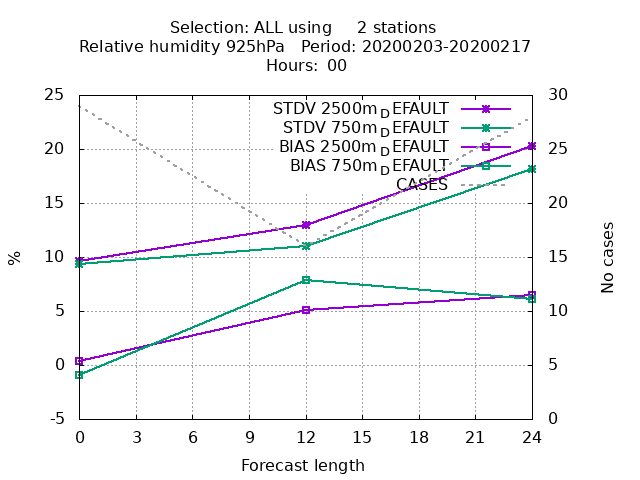 Selection: ALL using     2 stations
Relative humidity 925hPa   Period: 20200203-20200217
Hours: 00
25 30
STDV 2500m_DEFAULT
STDV 750m_DEFAULT
20 25
BIAS 2500m_DEFAULT
BIAS 750m_DEFAULT
CASES
15 20
10 15
%
No cases
5 10
0 5
-5 0
0 3 6 9 12 15 18 21 24
Forecast length